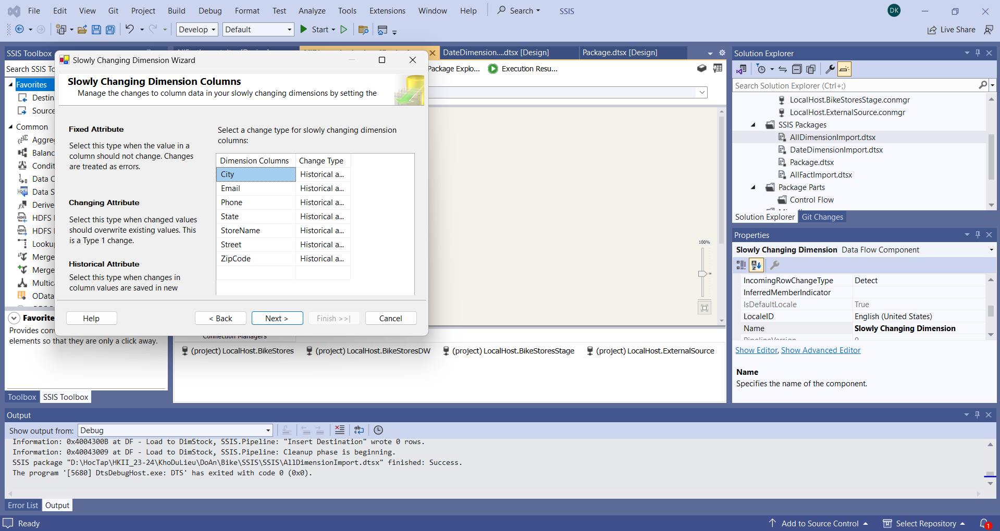 File Edit View Git Project Build Debug Format Test Analyze Tools Extensions Window Help Search SSIS DK
Develop Default Start Live Share
SSIS Toolbox
Search SSIS To
Favorites
Destin
Source
Common
Aggre
Balanc
Condit
Data C
Data S
Derive
HDFS
HDFS
Looku
Merge
Merge
Multica
OData
Favorite
Provides conv
elements so that they are only a click away.
Toolbox SSIS Toolbox
DateDimension....dtsx [Design] Package.dtsx [Design]
Package Explo... Execution Resu...
Slowly Changing Dimension Wizard
Slowly Changing Dimension Columns
Manage the changes to column data in your slowly changing dimensions by setting the
Fixed Attribute
Select this type when the value in a
column should not change. Changes
are treated as errors.
Changing Attribute
Select this type when changed values
should overwrite existing values. This
is a Type 1 change.
Historical Attribute
Select this type when changes in
column values are saved in new
Select a change type for slowly changing dimension
columns:
Dimension Columns Change Type
City Historical a...
Email Historical a...
Phone Historical a...
State Historical a...
StoreName Historical a...
Street Historical a...
ZipCode Historical a...
Help < Back Next > Finish >>| Cancel
100%
Connection Managers
(project) LocalHost.BikeStores (project) LocalHost.BikeStoresDW (project) LocalHost.BikeStoresStage (project) LocalHost.ExternalSource
Solution Explorer
Search Solution Explorer (Ctrl+;)
LocalHost.BikeStoresStage.conmgr
LocalHost.ExternalSource.conmgr
SSIS Packages
AllDimensionImport.dtsx
DateDimensionImport.dtsx
Package.dtsx
AllFactImport.dtsx
Package Parts
Control Flow
Solution Explorer Git Changes
Properties
Slowly Changing Dimension Data Flow Component
IncomingRowChangeType Detect
InferredMemberIndicator
IsDefaultLocale True
LocaleID English (United States)
Name Slowly Changing Dimension
PipelineVersion 0
Show Editor, Show Advanced Editor
Name
Specifies the name of the component.
Output
Show output from: Debug
Information: 0x4004300B at DF - Load to DimStock, SSIS.Pipeline: "Insert Destination" wrote 0 rows.
Information: 0x40043009 at DF - Load to DimStock, SSIS.Pipeline: Cleanup phase is beginning.
SSIS package "D:\HocTap\HKII_23-24\KhoDuLieu\DoAn\Bike\SSIS\SSIS\AllDimensionImport.dtsx" finished: Success.
The program '[5680] DtsDebugHost.exe: DTS' has exited with code 0 (0x0).
Error List Output
Ready Add to Source Control Select Repository 1